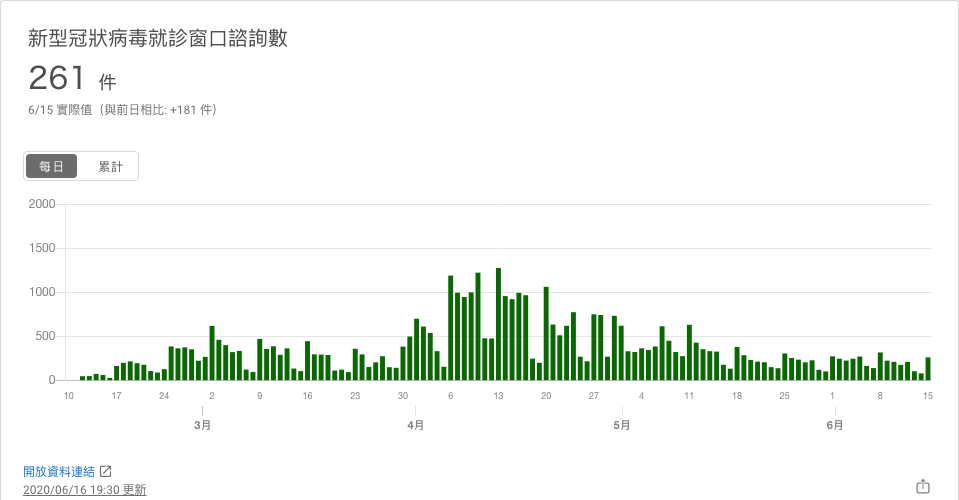 新型冠狀病毒就診窗口諮詢數
261 件
6/15 實際值（與前日相比: +181 件）
每日 累計
2000
1500
1000
500
0
10 17 24 2 9 16 23 30 6 13 20 27 4 11 18 25 1 8 15
3月 4月 5月 6月
開放資料連結
2020/06/16 19:30 更新